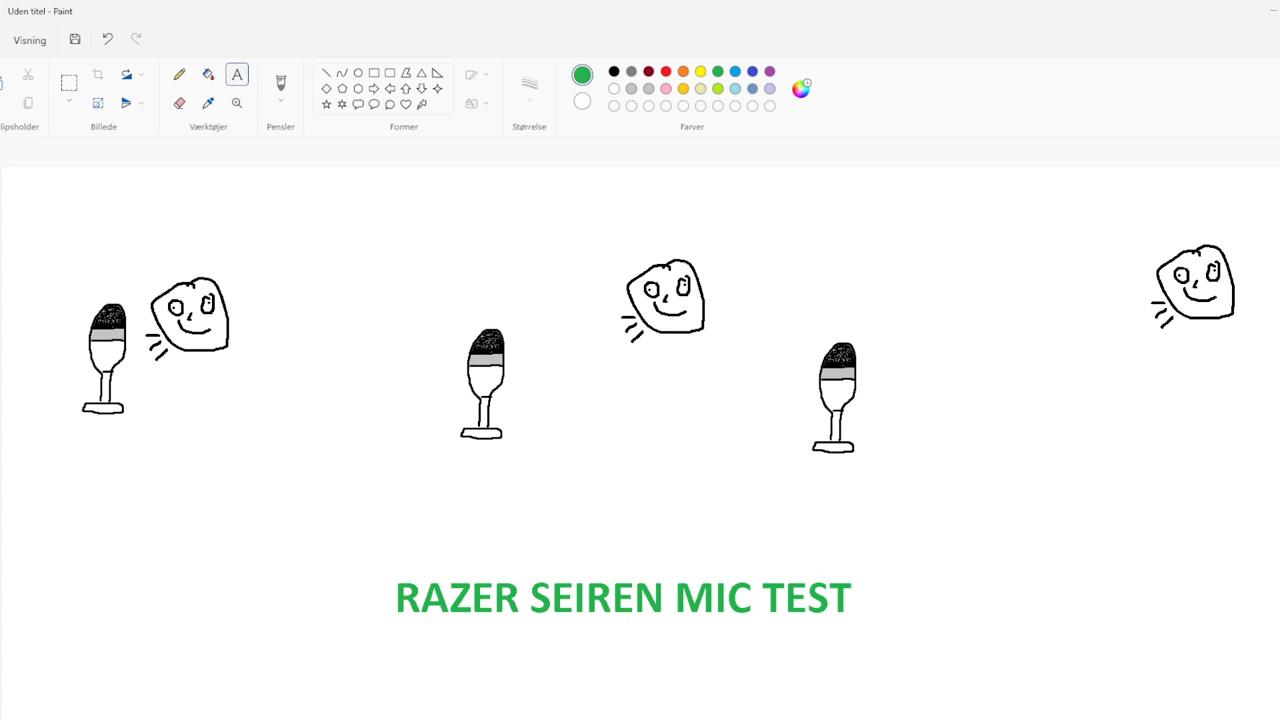 Uden titel - Paint
Visning
A
lipsholder
Billede
Værktøjer
Pensler
Former
Størrelse
Farver
RAZER SEIREN MIC TEST